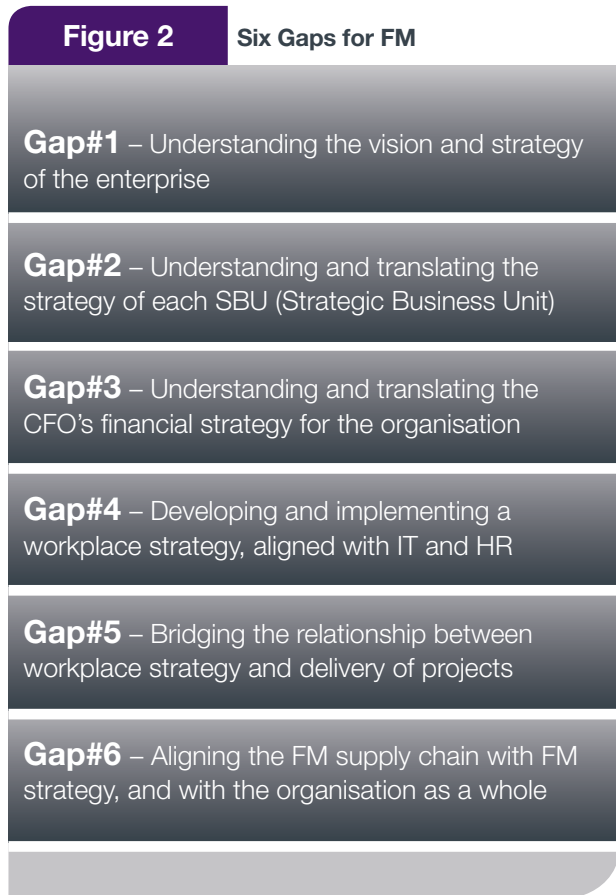 Figure 2
Six Gaps for FM
Gap#1 – Understanding the vision and strategy
of the enterprise
Gap#2 – Understanding and translating the
strategy of each SBU (Strategic Business Unit)
Gap#3 – Understanding and translating the
CFO's financial strategy for the organisation
Gap#4 – Developing and implementing a
workplace strategy, aligned with IT and HR
Gap#5 – Bridging the relationship between
workplace strategy and delivery of projects
Gap#6 – Aligning the FM supply chain with FM
strategy, and with the organisation as a whole